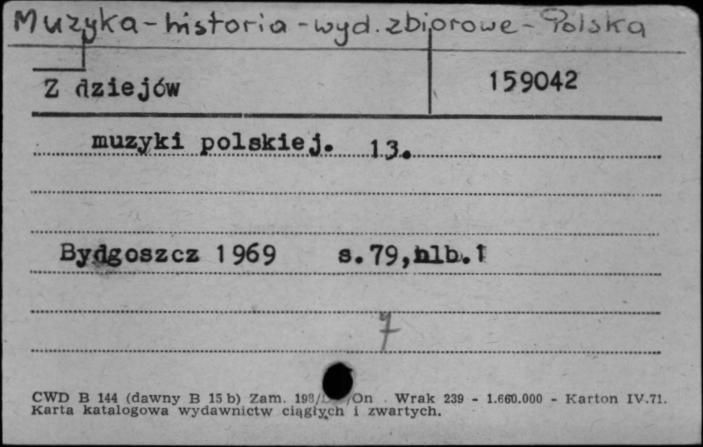 Muzyka - historia - wyd. zbiorowe - Polska
Z dziejów 159042
muzyki polskiej. 13.
Bydgoszcz 1969 s.79,nlb.1
7
CWD B 144 (dawny B 15 b) Zam. On Wrak 239 - 1.660.000 - Karton IV.71.
Karta katalogowa wydawnictw ciągłych i zwartych.